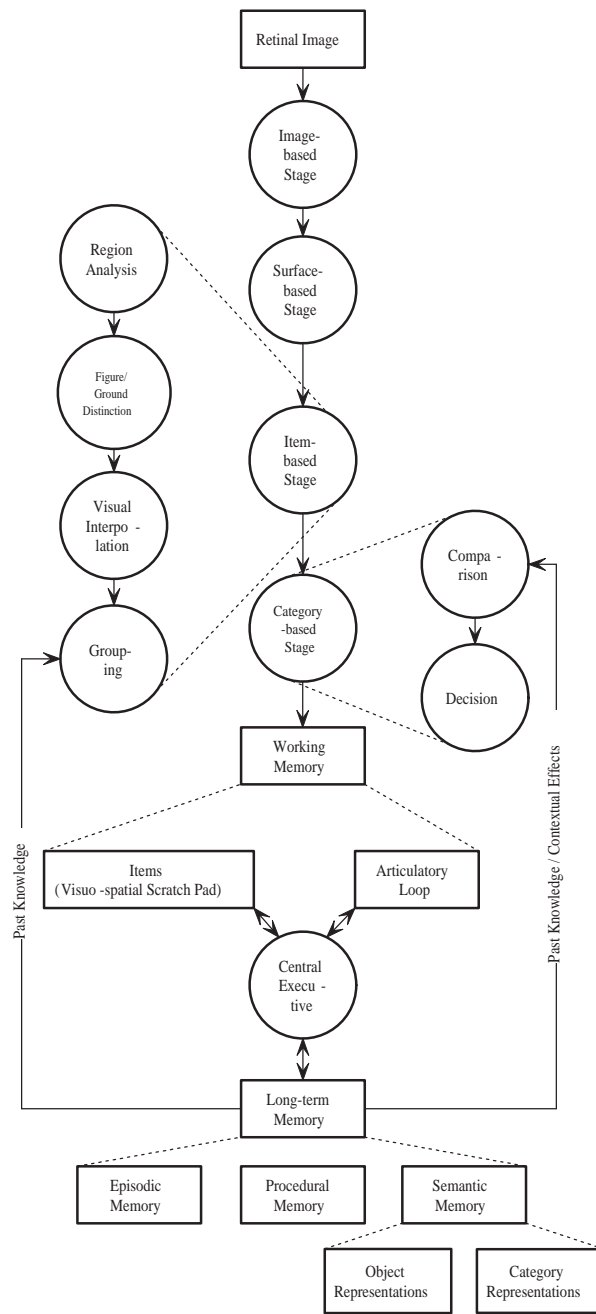 Retinal Image
Image-
based
Stage
Region
Analysis
Surface-
based
Stage
Figure/
Ground
Distinction
Item-
based
Stage
Visual
Interpo -
lation
Compa -
rison
Category
-based
Stage
Group-
ing
Decision
Working
Memory
Past Knowledge
Past Knowledge / Contextual Effects
Items
(Visuo -spatial Scratch Pad)
Articulatory
Loop
Central
Execu -
tive
Long-term
Memory
Episodic
Memory
Procedural
Memory
Semantic
Memory
Object
Representations
Category
Representations